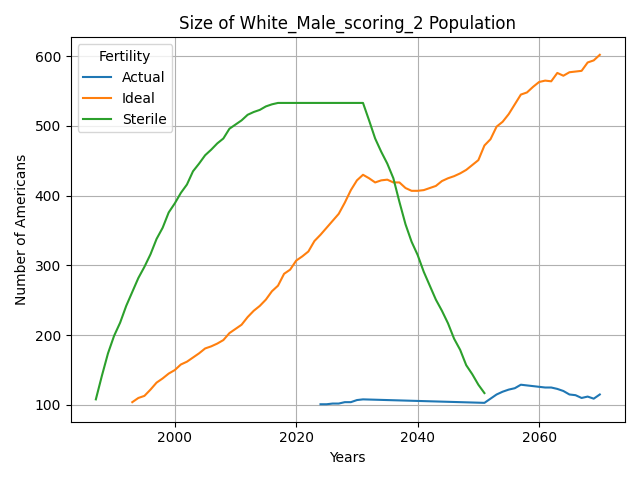 Size of White_Male_scoring_2 Population
Fertility
Actual
Ideal
Sterile
Number of Americans
600
500
400
300
200
100
2000 2020 2040 2060
Years